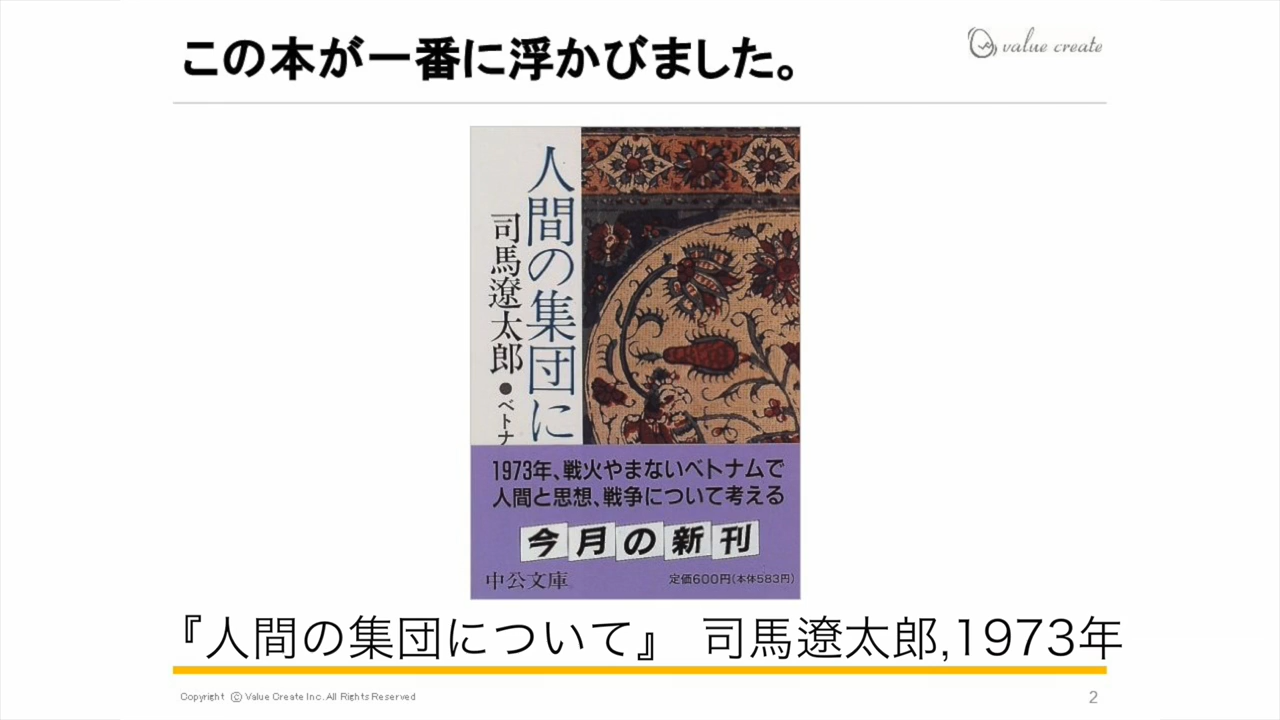 この本が一番に浮かびました。
value create
人間の集団に
司馬遼太郎●ベトナ
1973年、戦火やまないベトナムで
人間と思想、戦争について考える
今月の新刊
中公文庫
定価600円(本体583円)
『人間の集団について』 司馬遼太郎,1973年
Copyright © Value Create Inc. All Rights Reserved
2